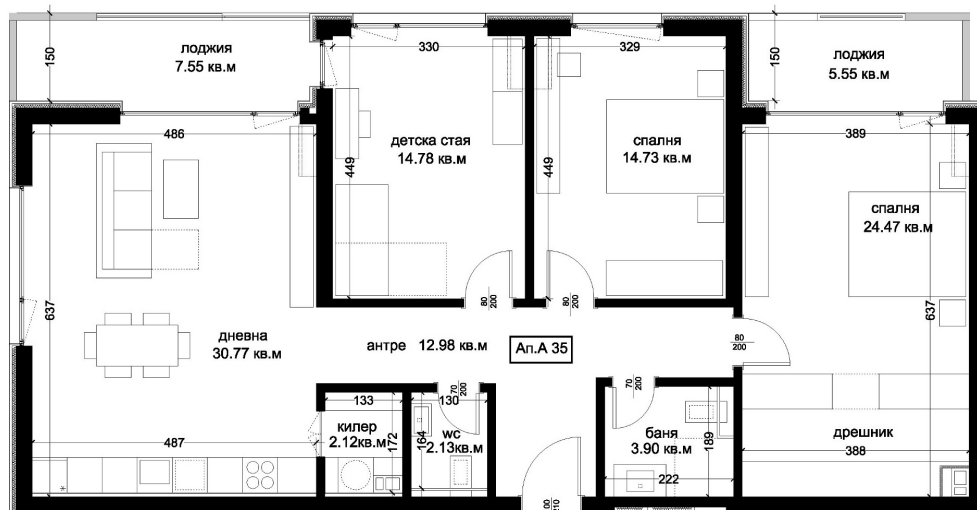 лоджия
7.55 кв.м
150
330
329
лоджия
5.55 кв.м
150
486
детска стая
14.78 кв.м
449
спалня
14.73 кв.м
449
389
спалня
24.47 кв.м
637
637
дневна
30.77 кв.м
антре 12.98 кв.м
Ап.А 35
80
200
80
200
80
200
70
200
70
200
133
130
килер
2.12кв.м
172
164
wc
2.13кв.м
баня
3.90 кв.м
189
222
487
дрешник
388